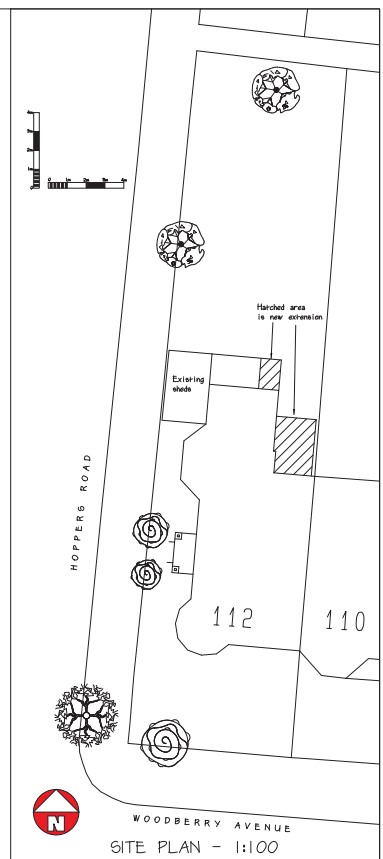 Hatched area
is new extension
Existing
sheds
HOPPERS ROAD
112
110
N
WOODBERRY AVENUE
SITE PLAN - 1:100